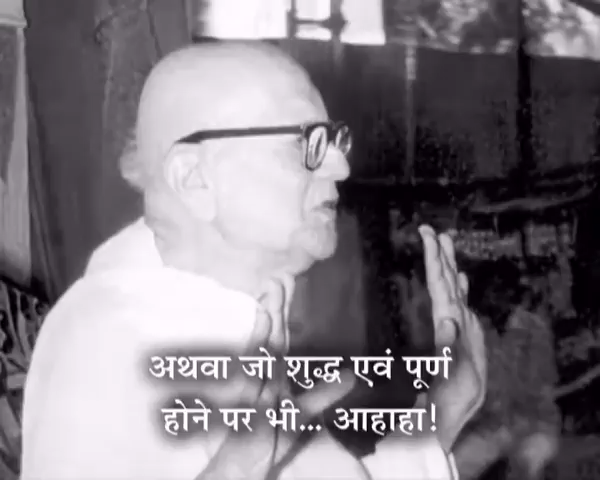 अथवा जो शुद्ध एवं पूर्ण
होने पर भी... आहाहा!